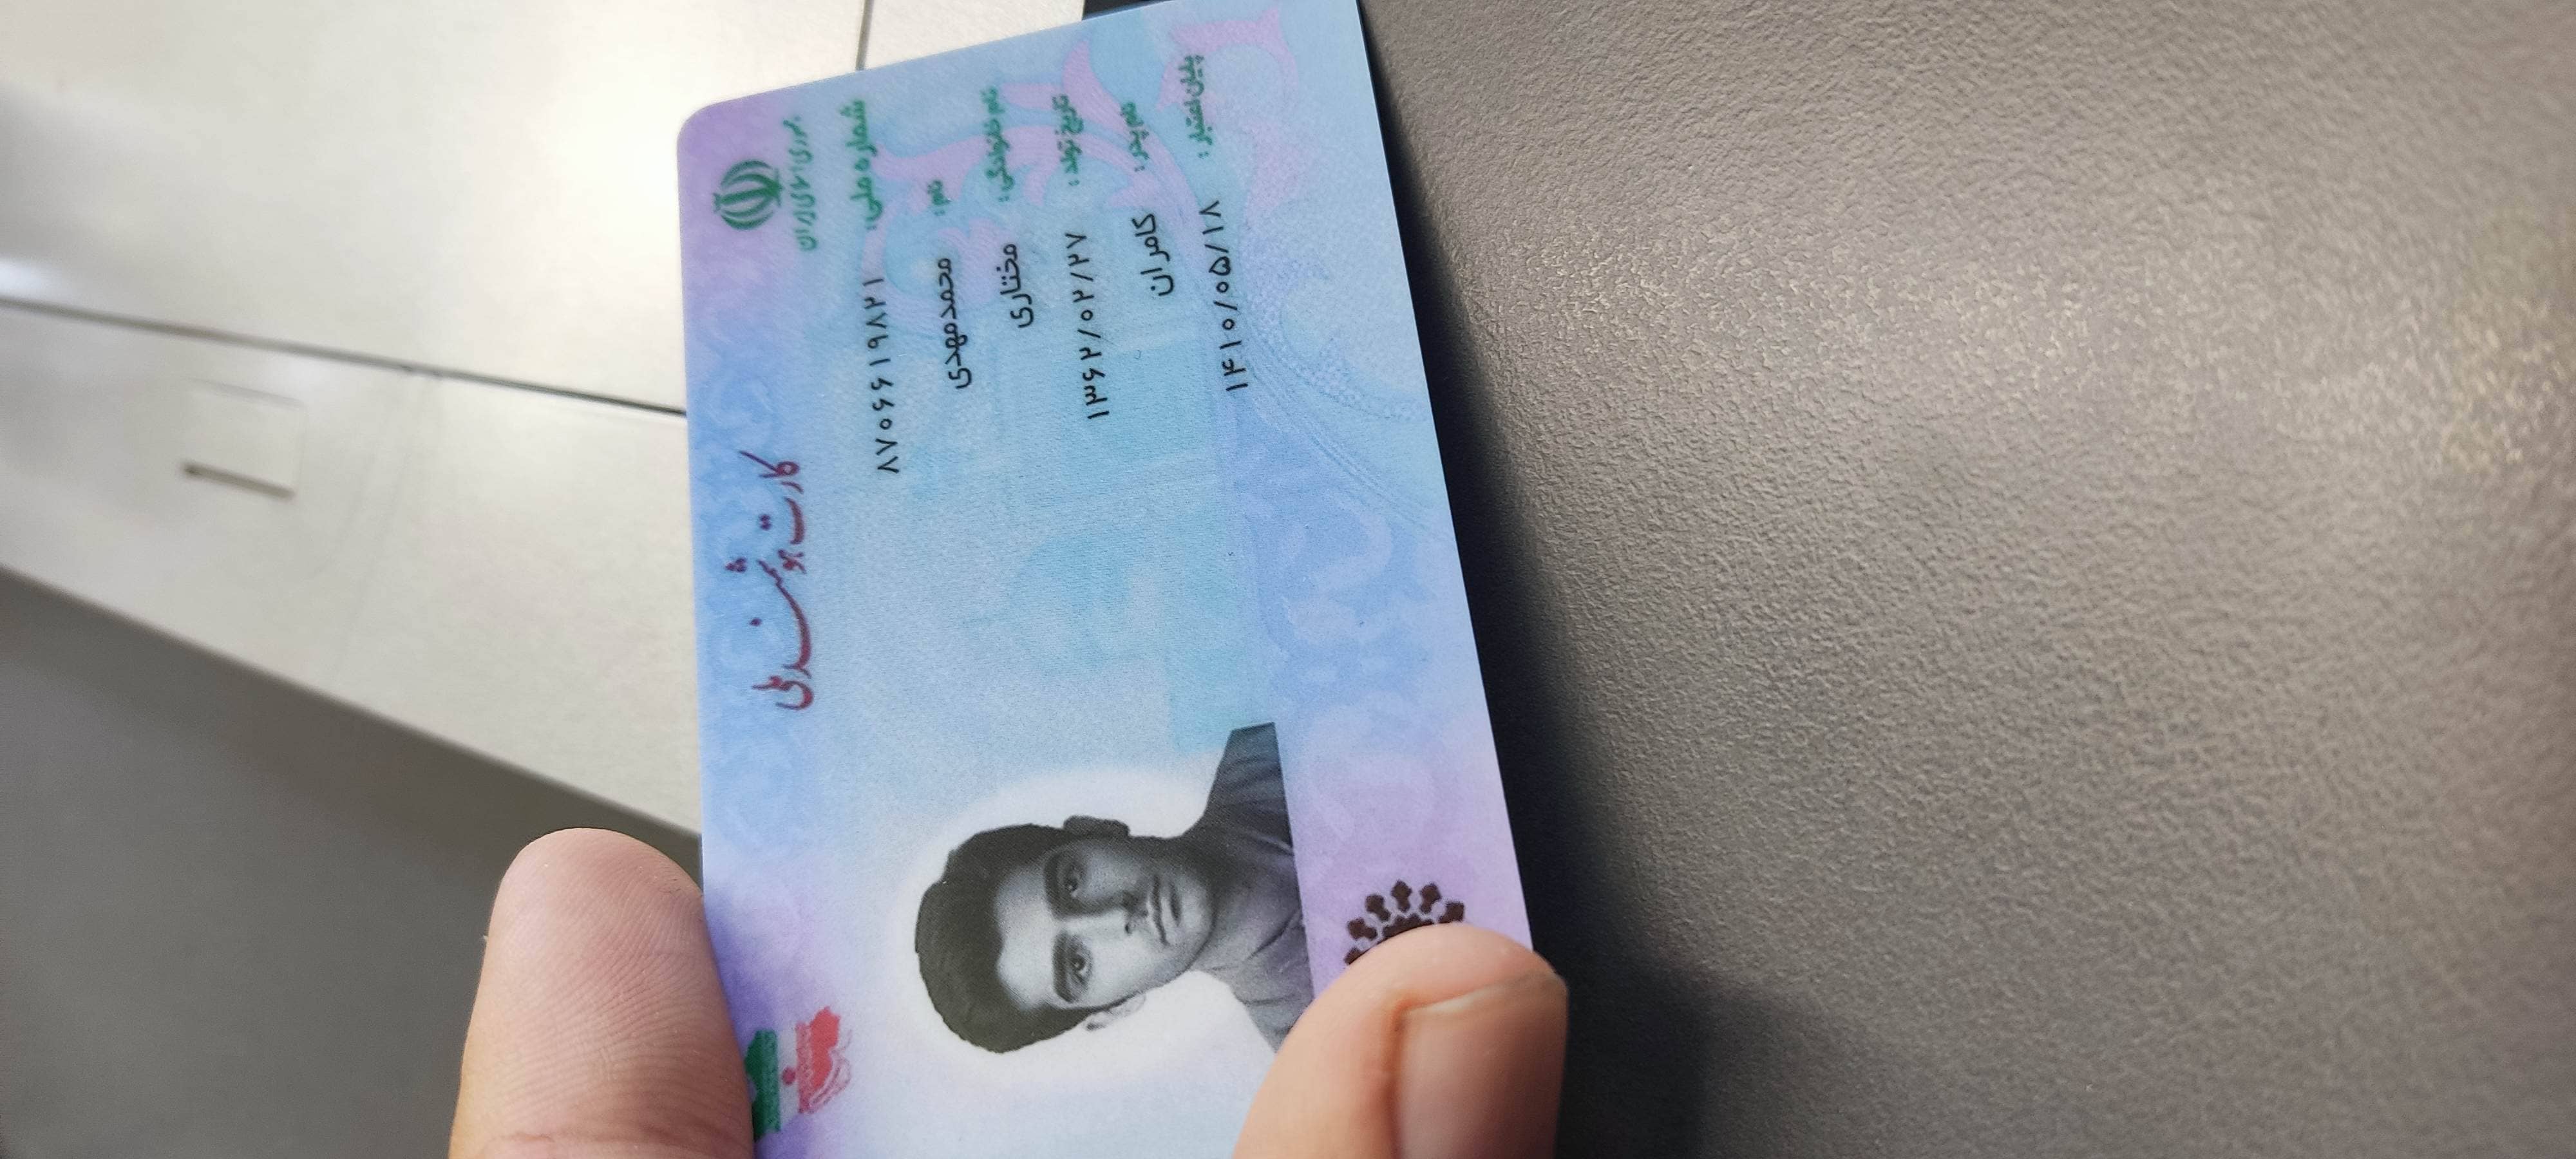 جمهوری اسلامی ایران
کارت هوشمند ملی
شماره ملی: ۸۷۰۶۶۱۹۸۲۱
نام: محمدمهدی
نام خانوادگی: مختاری
تاریخ تولد: ۱۳۶۲/۰۲/۲۷
نام پدر: کامران
پایان اعتبار: ۱۴۱۰/۰۵/۱۸